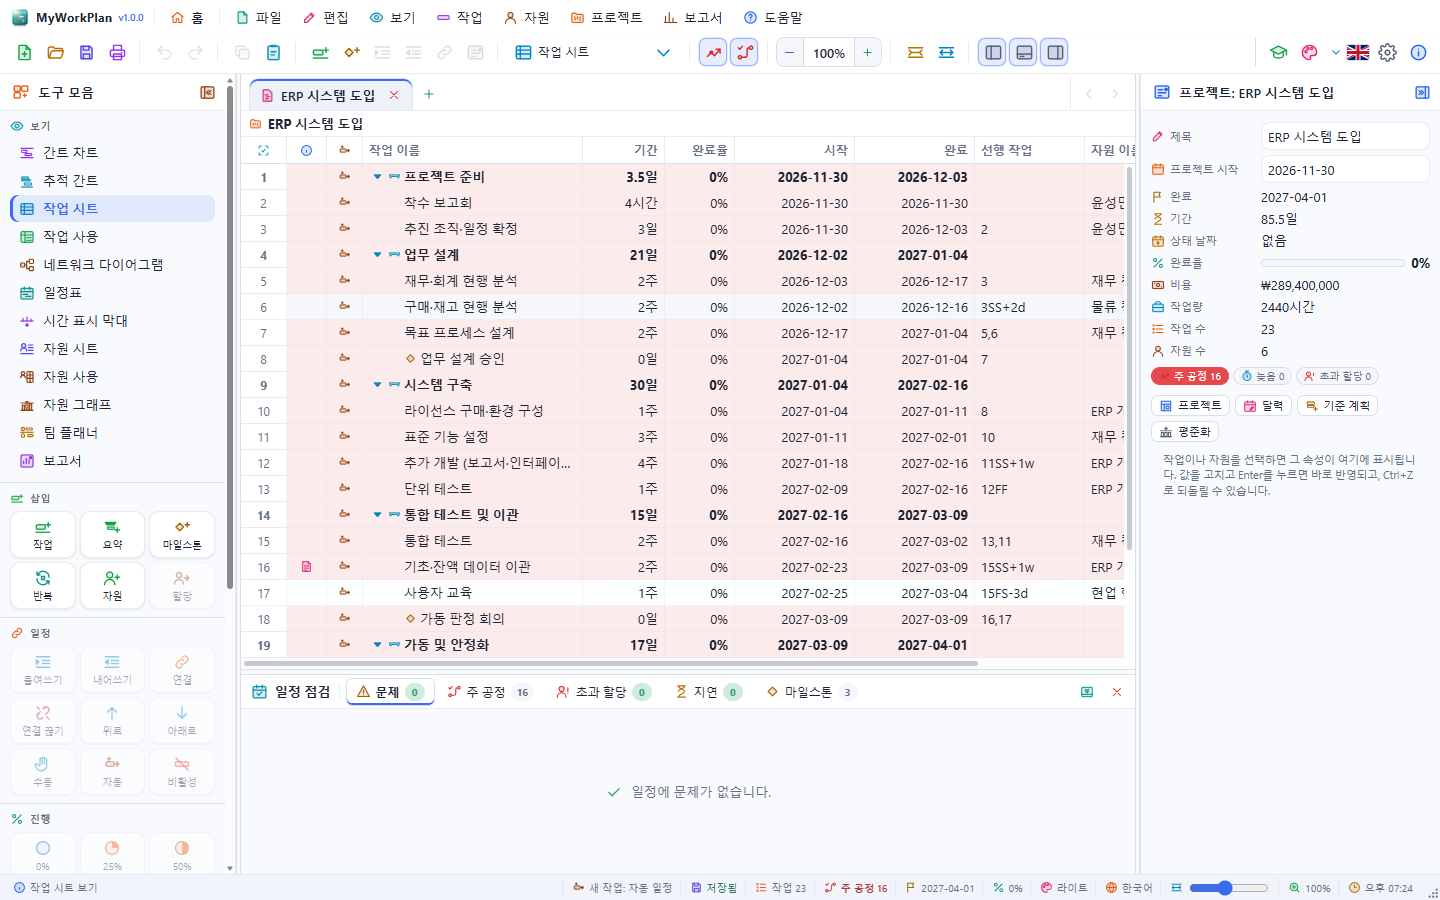 MyWorkPlan v1.0.0 홈 파일 편집 보기 작업 자원 프로젝트 보고서 도움말
작업 시트 100%
도구 모음
보기
간트 차트
추적 간트
작업 시트
작업 사용
네트워크 다이어그램
일정표
시간 표시 막대
자원 시트
자원 사용
자원 그래프
팀 플래너
보고서
삽입
작업 요약 마일스톤
반복 자원 할당
일정
들여쓰기 내어쓰기 연결
연결 끊기 위로 아래로
수동 자동 비활성
진행
0% 25% 50%
ERP 시스템 도입
ERP 시스템 도입
작업 이름 기간 완료율 시작 완료 선행 작업 자원 이름
1 프로젝트 준비 3.5일 0% 2026-11-30 2026-12-03
2 착수 보고회 4시간 0% 2026-11-30 2026-11-30 윤성민
3 추진 조직·일정 확정 3일 0% 2026-11-30 2026-12-03 2 윤성민
4 업무 설계 21일 0% 2026-12-02 2027-01-04
5 재무·회계 현행 분석 2주 0% 2026-12-03 2026-12-17 3 재무
6 구매·재고 현행 분석 2주 0% 2026-12-02 2026-12-16 3SS+2d 물류
7 목표 프로세스 설계 2주 0% 2026-12-17 2027-01-04 5,6 재무
8 업무 설계 승인 0일 0% 2027-01-04 2027-01-04 7
9 시스템 구축 30일 0% 2027-01-04 2027-02-16
10 라이선스 구매·환경 구성 1주 0% 2027-01-04 2027-01-11 8 ERP
11 표준 기능 설정 3주 0% 2027-01-11 2027-02-01 10 재무
12 추가 개발 (보고서·인터페이... 4주 0% 2027-01-18 2027-02-16 11SS+1w ERP
13 단위 테스트 1주 0% 2027-02-09 2027-02-16 12FF ERP
14 통합 테스트 및 이관 15일 0% 2027-02-16 2027-03-09
15 통합 테스트 2주 0% 2027-02-16 2027-03-02 13,11 재무
16 기초·잔액 데이터 이관 2주 0% 2027-02-23 2027-03-09 15SS+1w ERP
17 사용자 교육 1주 0% 2027-02-25 2027-03-04 15FS-3d 현업
18 가동 판정 회의 0일 0% 2027-03-09 2027-03-09 16,17
19 가동 및 안정화 17일 0% 2027-03-09 2027-04-01
일정 점검 문제 0 주 공정 16 초과 할당 0 지연 0 마일스톤 3
일정에 문제가 없습니다.
프로젝트: ERP 시스템 도입
제목 ERP 시스템 도입
프로젝트 시작 2026-11-30
완료 2027-04-01
기간 85.5일
상태 날짜 없음
완료율 0%
비용 ₩289,400,000
작업량 2440시간
작업 수 23
자원 수 6
주 공정 16 늦음 0 초과 할당 0
프로젝트 달력 기준 계획
평준화
작업이나 자원을 선택하면 그 속성이 여기에 표시됩니
다. 값을 고치고 Enter를 누르면 바로 반영되고, Ctrl+Z
로 되돌릴 수 있습니다.
작업 시트 보기 새 작업: 자동 일정 저장됨 작업 23 주 공정 16 2027-04-01 0% 라이트 한국어 100% 오후 07:24